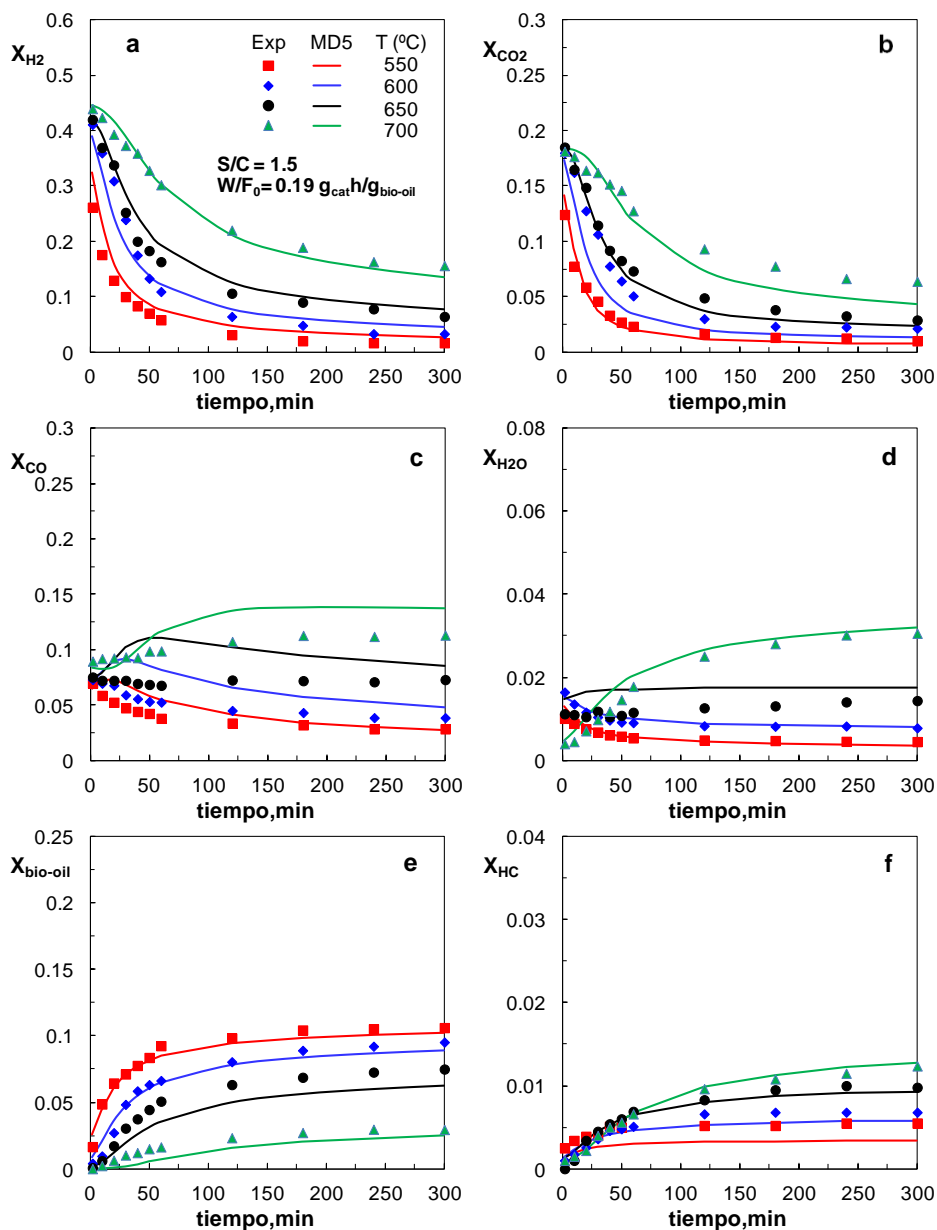 X_H2
a
Exp MD5 T (ºC)
550
600
650
700
S/C = 1.5
W/F0= 0.19 gcath/gbio-oil
0.6
0.5
0.4
0.3
0.2
0.1
0
0 50 100 150 200 250 300
tiempo,min
X_CO2
b
0.3
0.25
0.2
0.15
0.1
0.05
0
0 50 100 150 200 250 300
tiempo,min
X_CO
c
0.3
0.25
0.2
0.15
0.1
0.05
0
0 50 100 150 200 250 300
tiempo,min
X_H2O
d
0.08
0.06
0.04
0.02
0
0 50 100 150 200 250 300
tiempo,min
X_bio-oil
e
0.25
0.2
0.15
0.1
0.05
0
0 50 100 150 200 250 300
tiempo,min
X_HC
f
0.04
0.03
0.02
0.01
0
0 50 100 150 200 250 300
tiempo,min